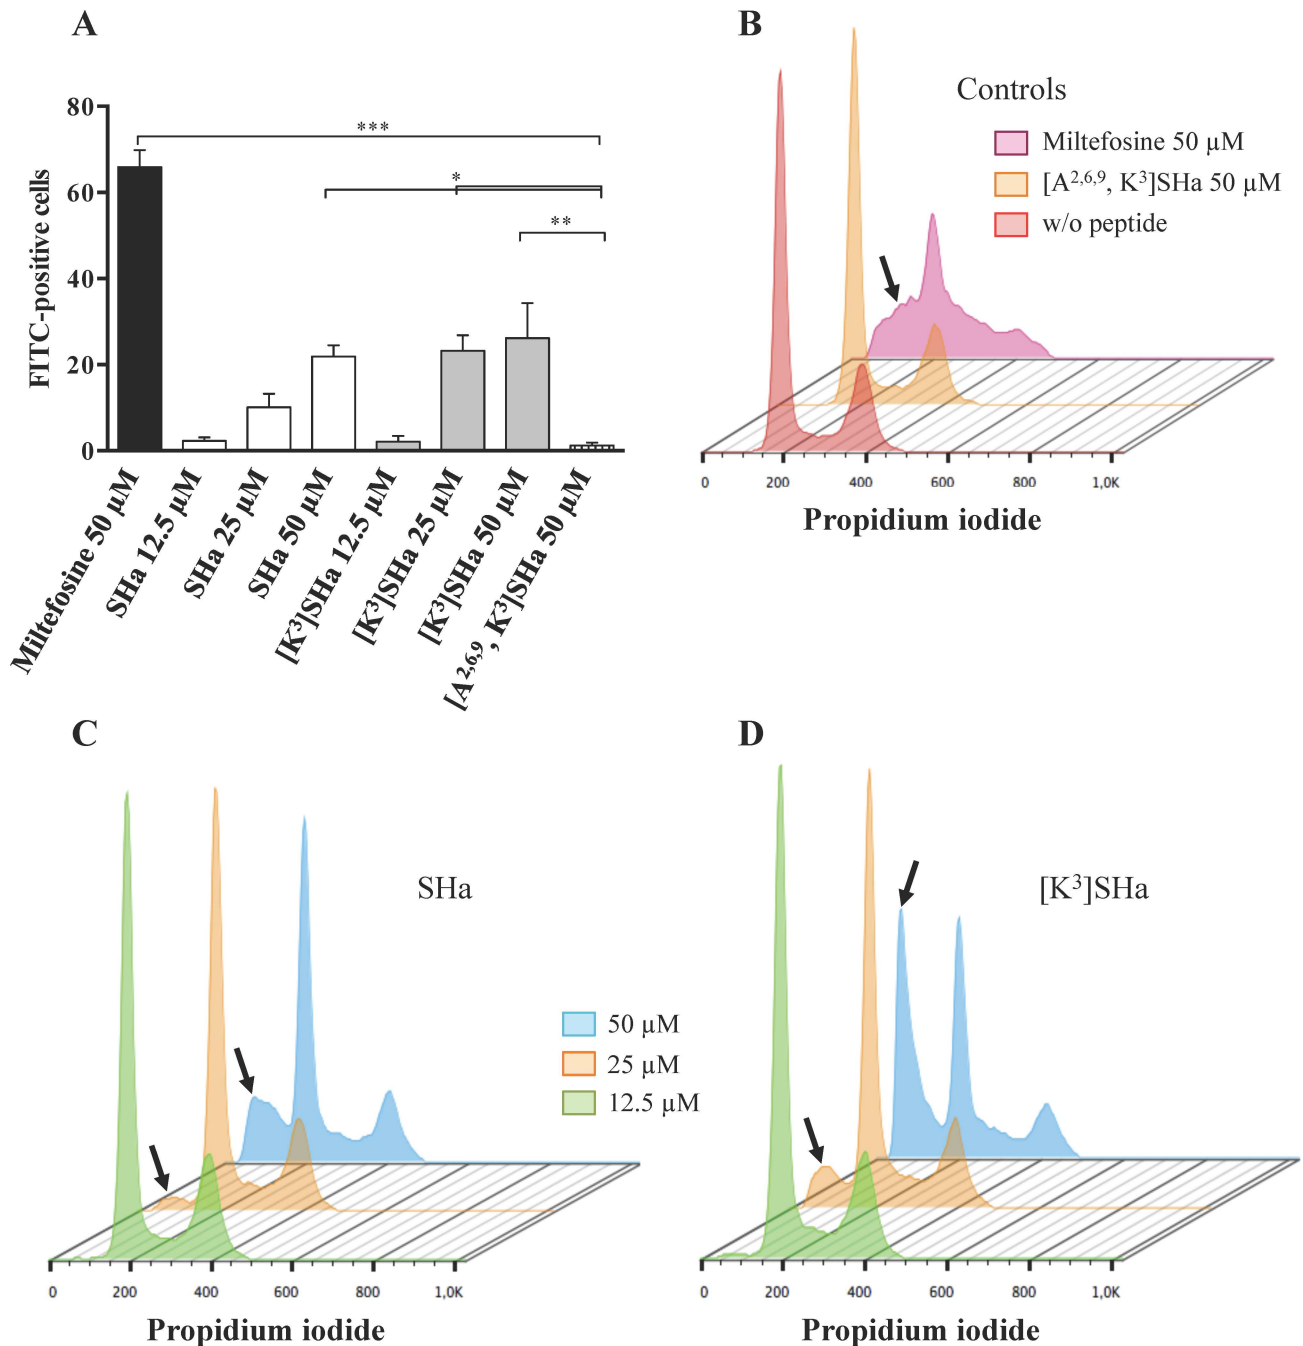 A
FITC-positive cells
80
60
40
20
0
***
*
**
Miltefosine 50 µM
SHa 12.5 µM
SHa 25 µM
SHa 50 µM
[K³]SHa 12.5 µM
[K³]SHa 25 µM
[K³]SHa 50 µM
[A²,⁶,⁹, K³]SHa 50 µM
B
Controls
Miltefosine 50 µM
[A²,⁶,⁹, K³]SHa 50 µM
w/o peptide
0 200 400 600 800 1,0K
Propidium iodide
C
SHa
50 µM
25 µM
12.5 µM
0 200 400 600 800 1,0K
Propidium iodide
D
[K³]SHa
0 200 400 600 800 1,0K
Propidium iodide